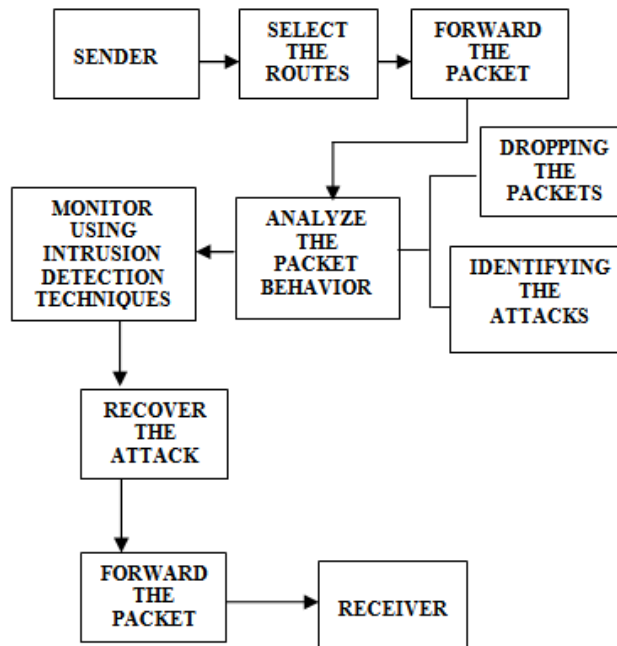 SENDER
SELECT
THE
ROUTES
FORWARD
THE
PACKET
DROPPING
THE
PACKETS
MONITOR
USING
INTRUSION
DETECTION
TECHNIQUES
ANALYZE
THE
PACKET
BEHAVIOR
IDENTIFYING
THE
ATTACKS
RECOVER
THE
ATTACK
FORWARD
THE
PACKET
RECEIVER